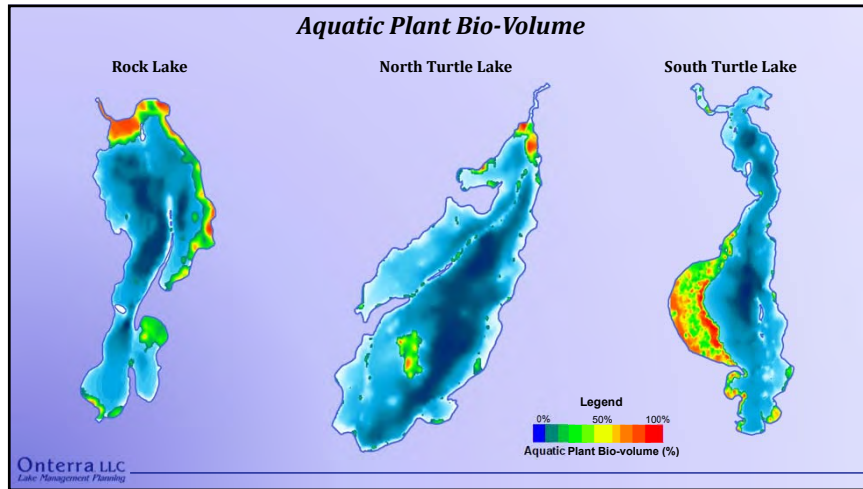 Aquatic Plant Bio-Volume
Rock Lake
North Turtle Lake
South Turtle Lake
Legend
0% 50% 100%
Aquatic Plant Bio-volume (%)
Onterra LLC
Lake Management Planning